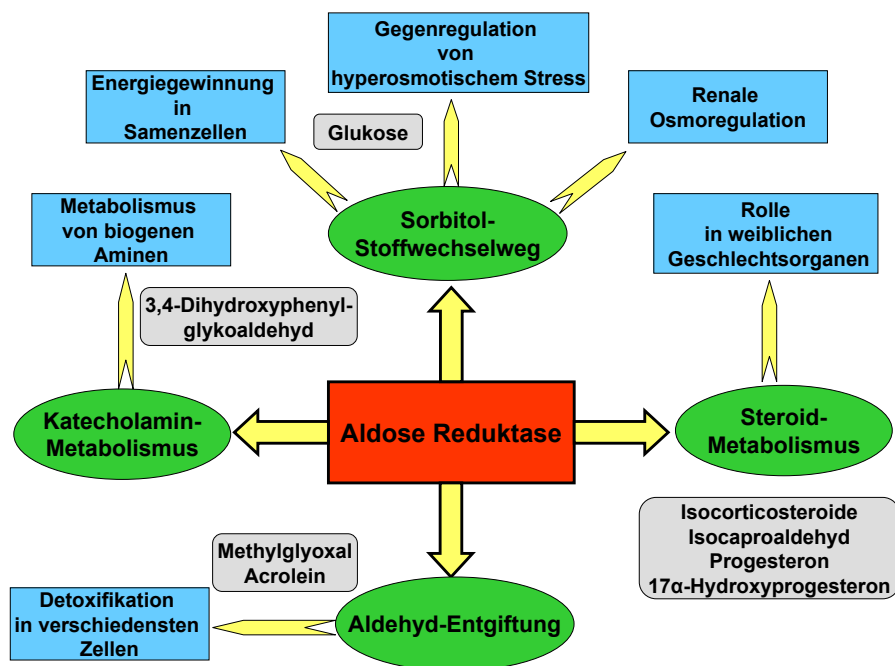 Gegenregulation
von
hyperosmotischem Stress
Energiegewinnung
in
Samenzellen
Renale
Osmoregulation
Glukose
Sorbitol-
Stoffwechselweg
Metabolismus
von biogenen
Aminen
Rolle
in weiblichen
Geschlechtsorganen
3,4-Dihydroxyphenyl-
glykoaldehyd
Katecholamin-
Metabolismus
Aldose Reduktase
Steroid-
Metabolismus
Isocorticosteroide
Isocaproaldehyd
Progesteron
17α-Hydroxyprogesteron
Methylglyoxal
Acrolein
Detoxifikation
in verschiedensten
Zellen
Aldehyd-Entgiftung